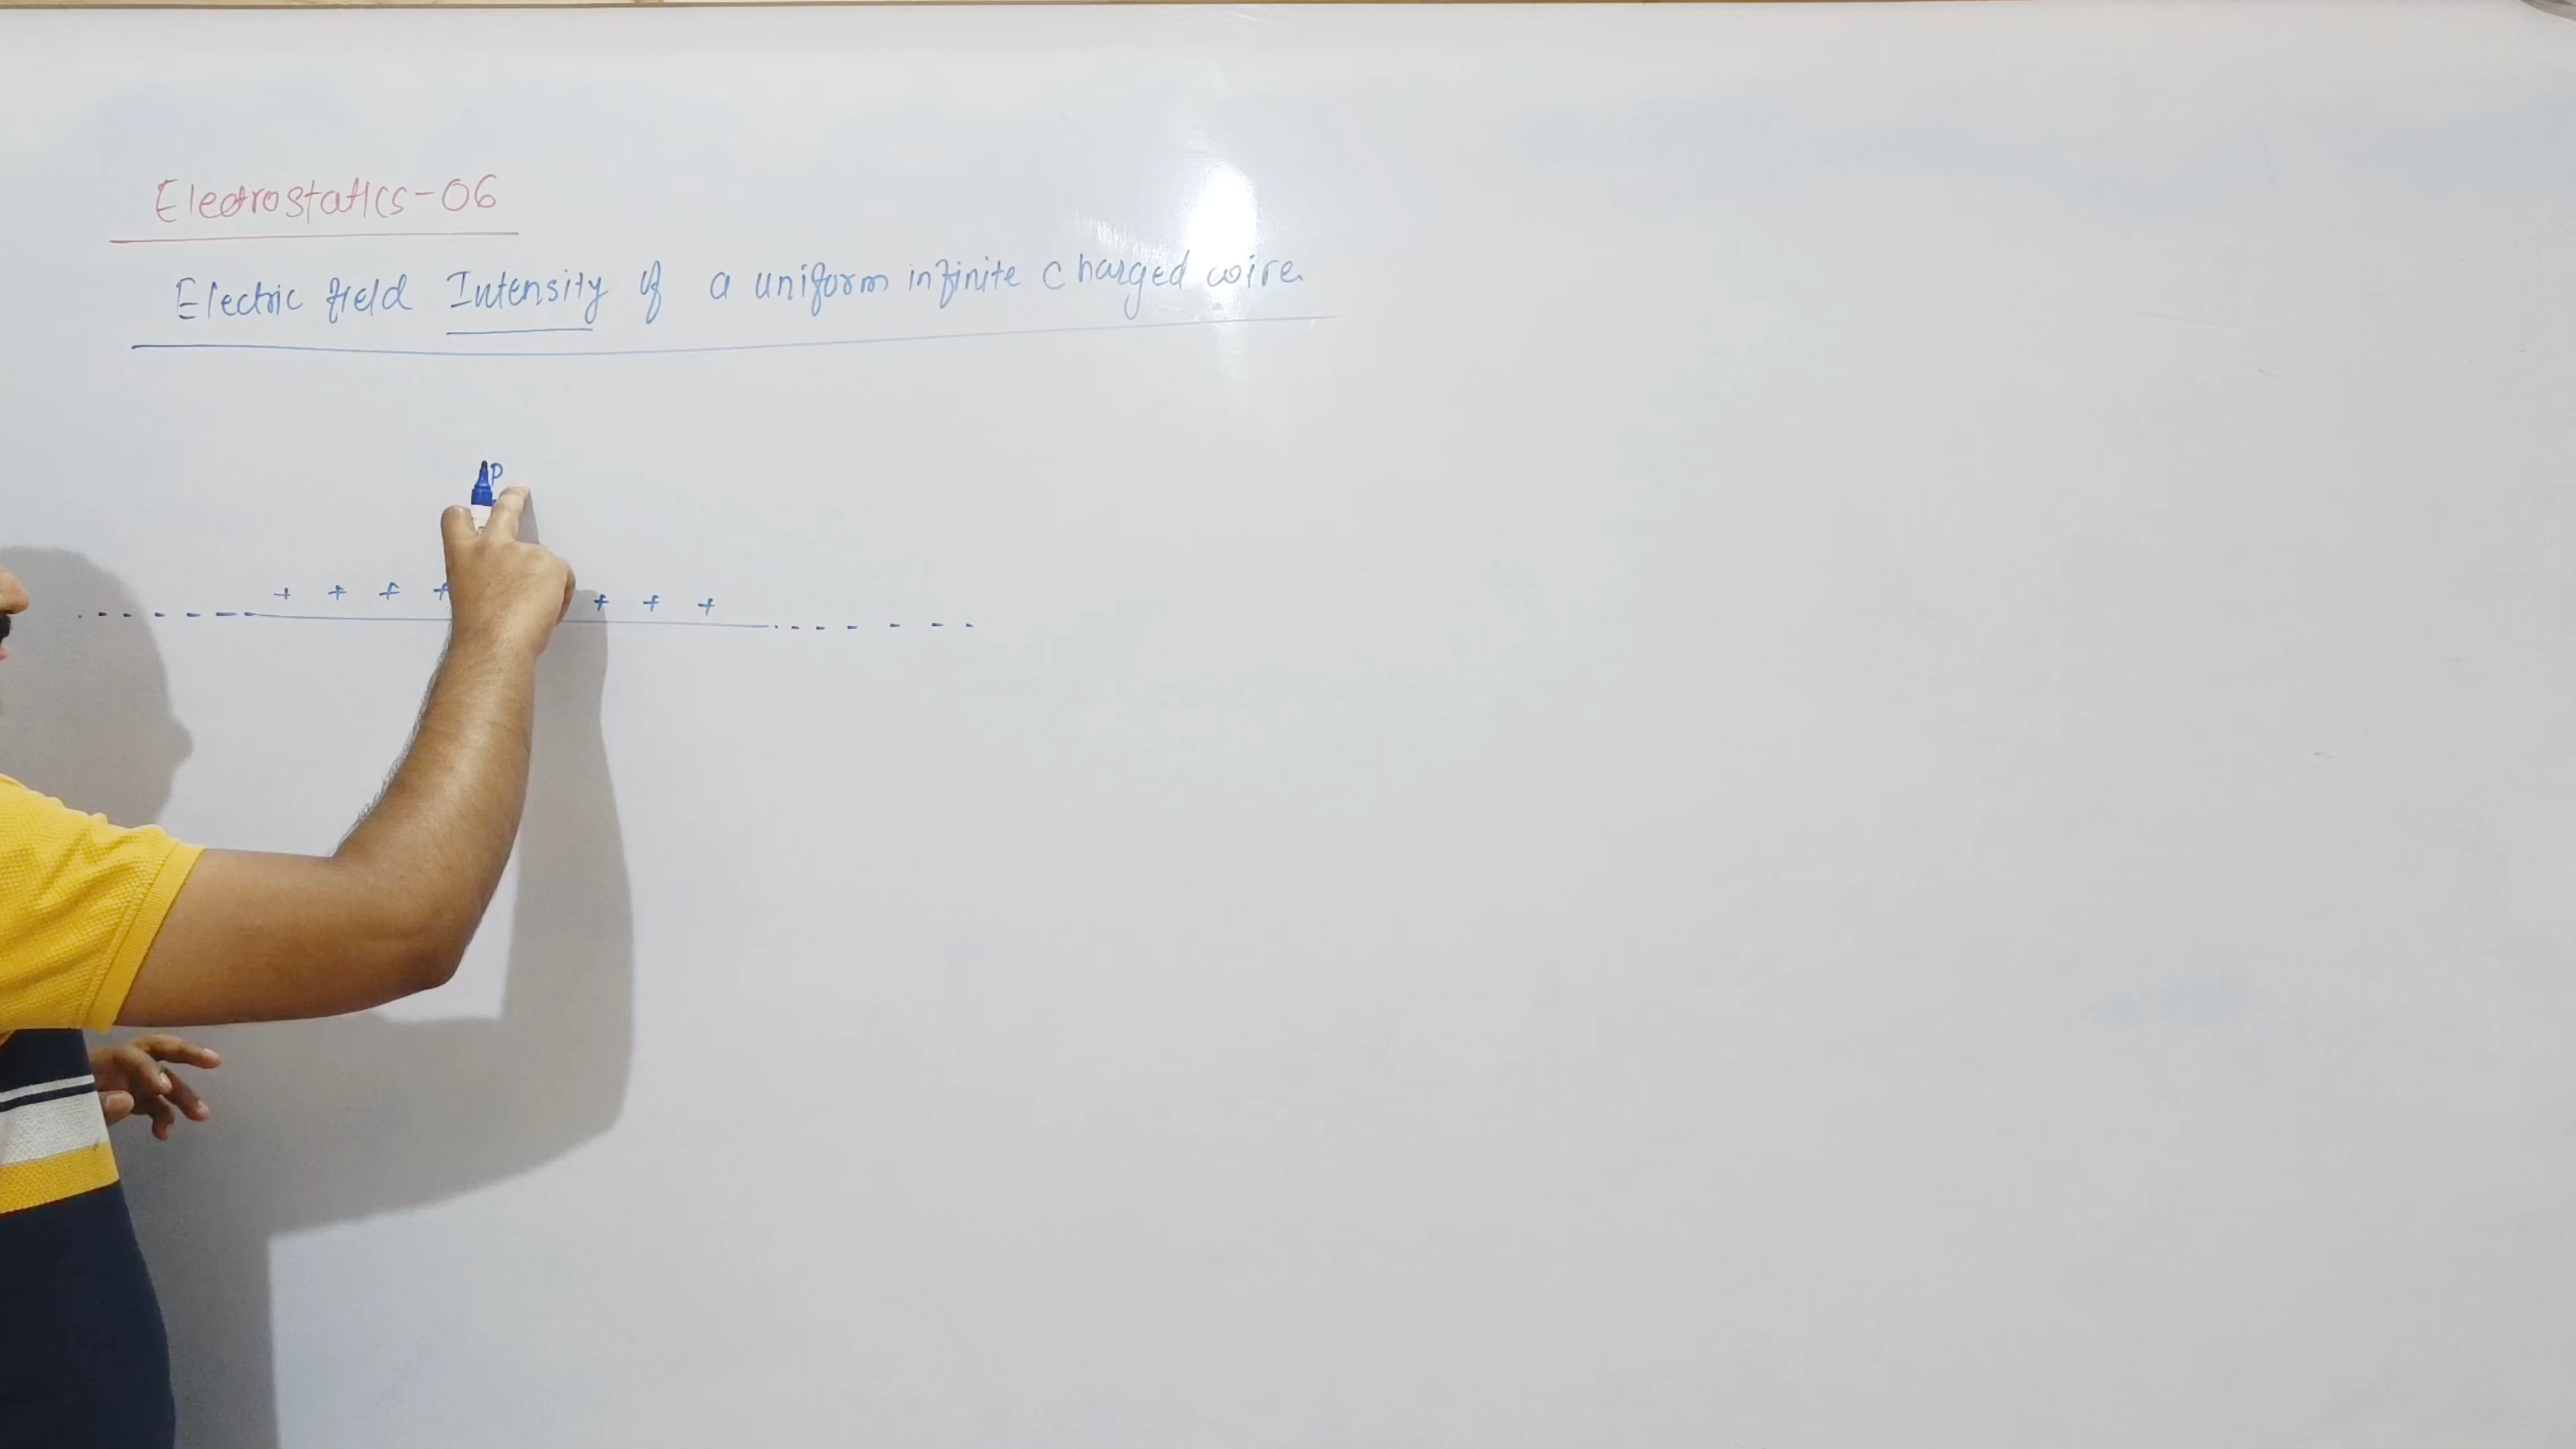 Electrostatics-06
Electric field Intensity of a uniform infinite charged wire.
P
+ + + + + + +